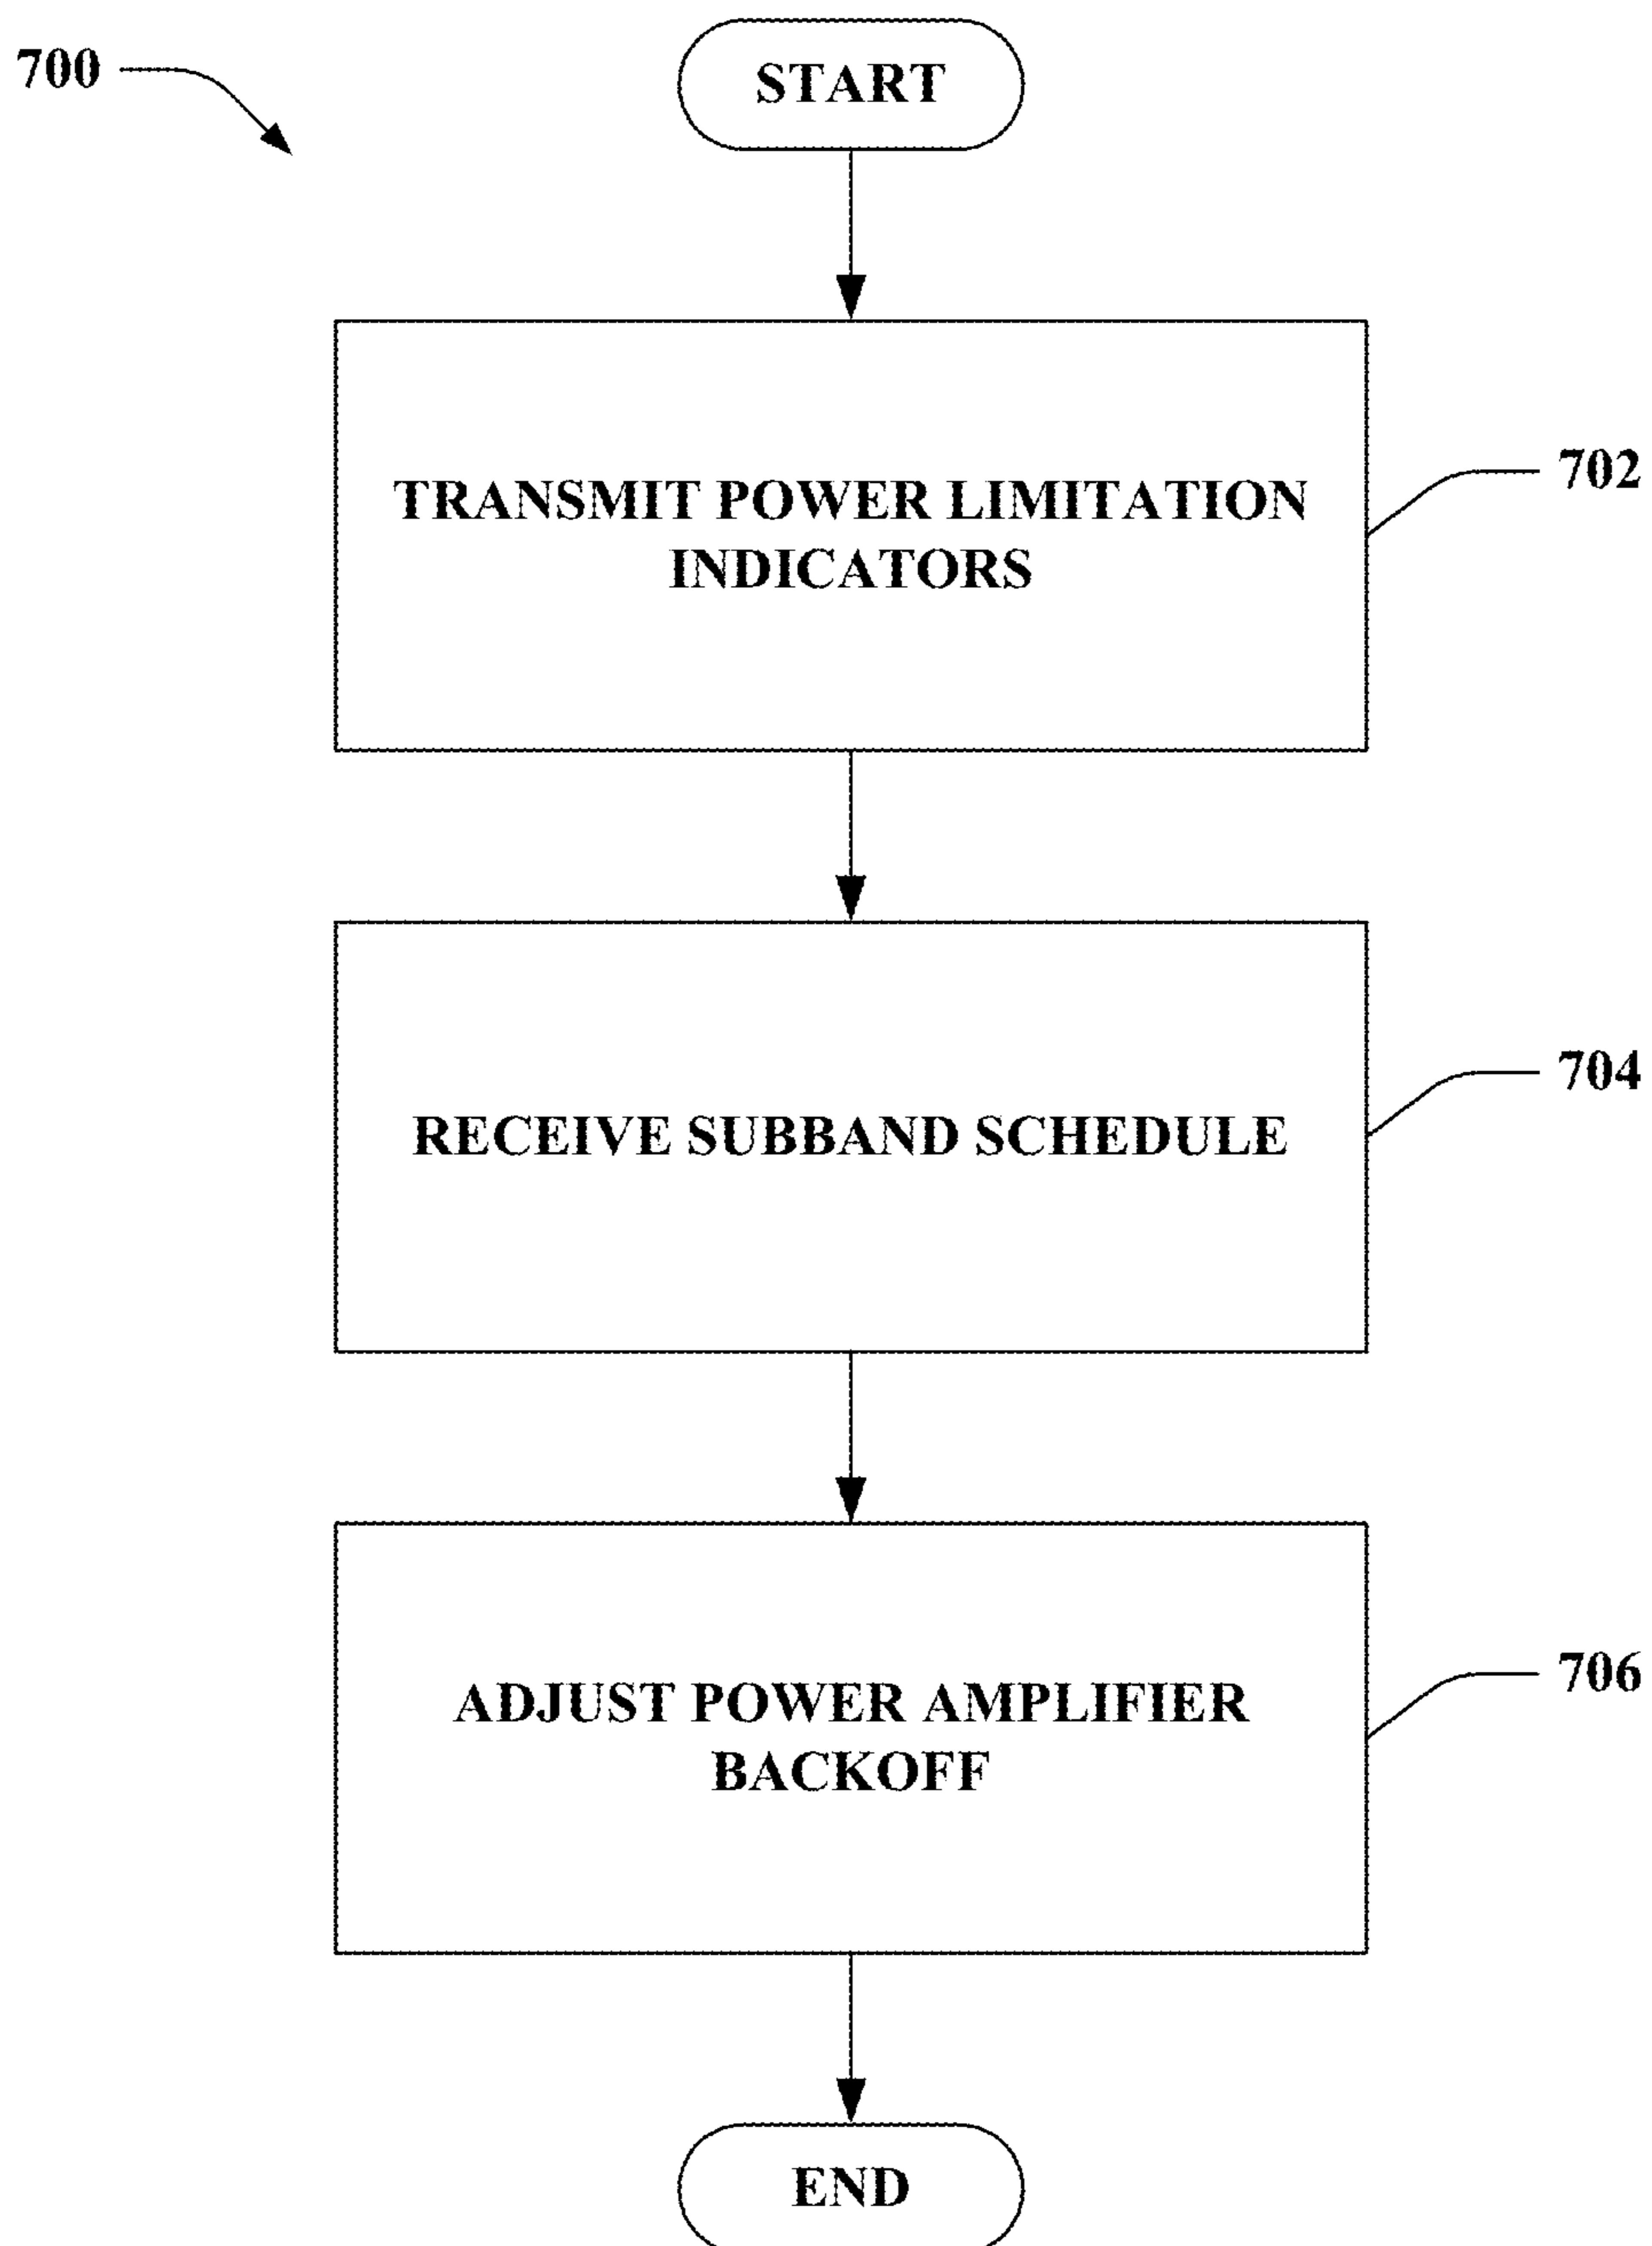 700
START
TRANSMIT POWER LIMITATION
INDICATORS
702
RECEIVE SUBBAND SCHEDULE
704
ADJUST POWER AMPLIFIER
BACKOFF
706
END